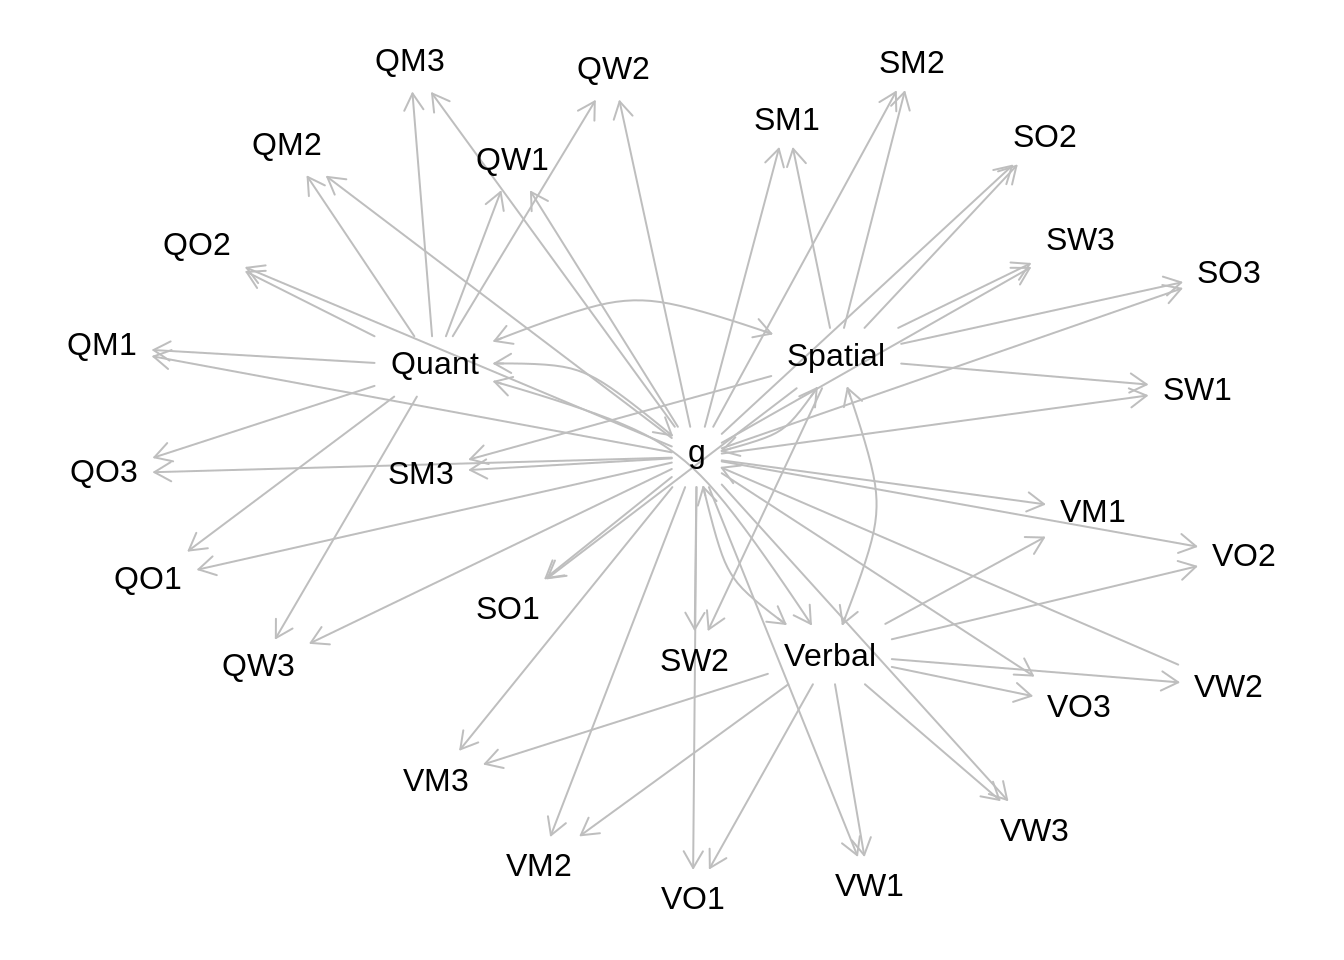 QM3
SM2
QW2
SM1
SO2
QM2
QW1
SW3
QO2
SO3
QM1
Spatial
Quant
SW1
g
QO3
SM3
VM1
VO2
QO1
SO1
Verbal
SW2
QW3
VW2
VO3
VM3
VW3
VM2
VW1
VO1